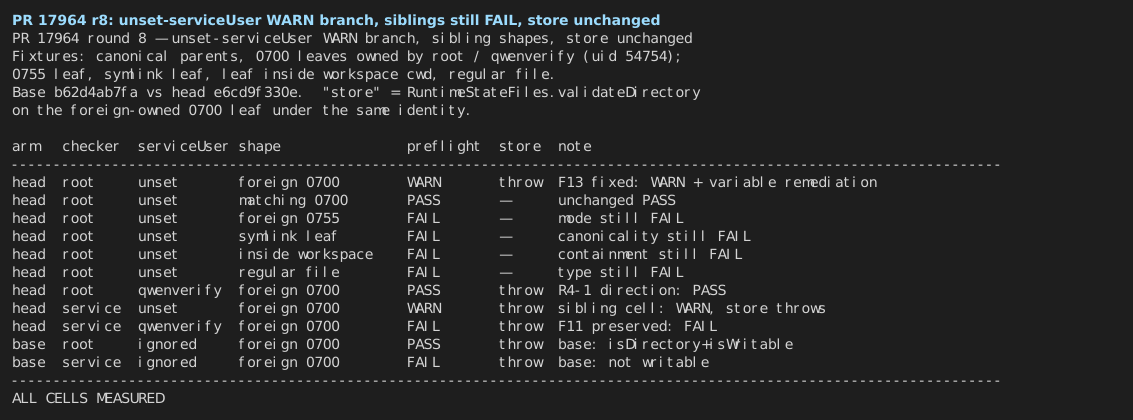 PR 17964 r8: unset-serviceUser WARN branch, siblings still FAIL, store unchanged
PR 17964 round 8 — unset-serviceUser WARN branch, sibling shapes, store unchanged
Fixtures: canonical parents, 0700 leaves owned by root / qwenverify (uid 54754);
0755 leaf, symlink leaf, leaf inside workspace cwd, regular file.
Base b62d4ab7fa vs head e6cd9f330e. "store" = RuntimeStateFiles.validateDirectory
on the foreign-owned 0700 leaf under the same identity.
arm checker serviceUser shape preflight store note
----------------------------------------------------------------------------------------------------------------------
head root unset foreign 0700 WARN throw F13 fixed: WARN + variable remediation
head root unset matching 0700 PASS — unchanged PASS
head root unset foreign 0755 FAIL — mode still FAIL
head root unset symlink leaf FAIL — canonicality still FAIL
head root unset inside workspace FAIL — containment still FAIL
head root unset regular file FAIL — type still FAIL
head root qwenverify foreign 0700 PASS throw R4-1 direction: PASS
head service unset foreign 0700 WARN throw sibling cell: WARN, store throws
head service qwenverify foreign 0700 FAIL throw F11 preserved: FAIL
base root ignored foreign 0700 PASS throw base: isDirectory+isWritable
base service ignored foreign 0700 FAIL throw base: not writable
----------------------------------------------------------------------------------------------------------------------
ALL CELLS MEASURED